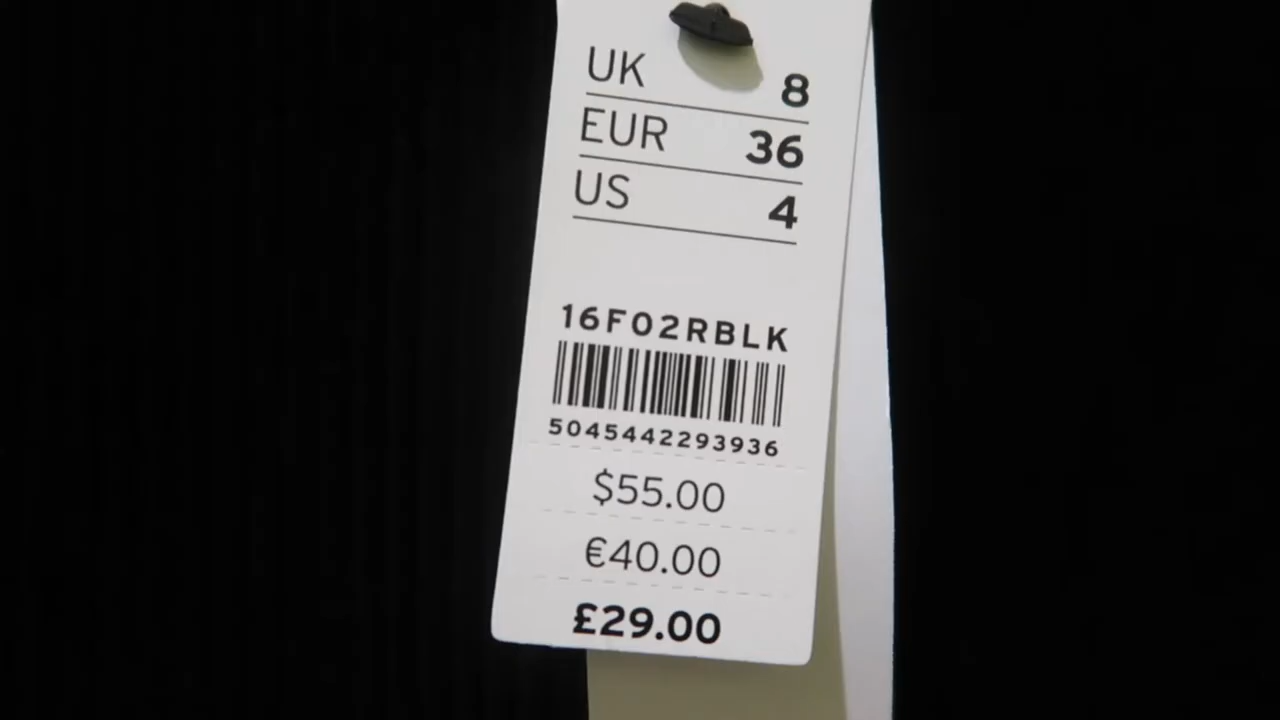 UK 8
EUR 36
US 4
16F02RBLK
5045442293936
$55.00
€40.00
£29.00